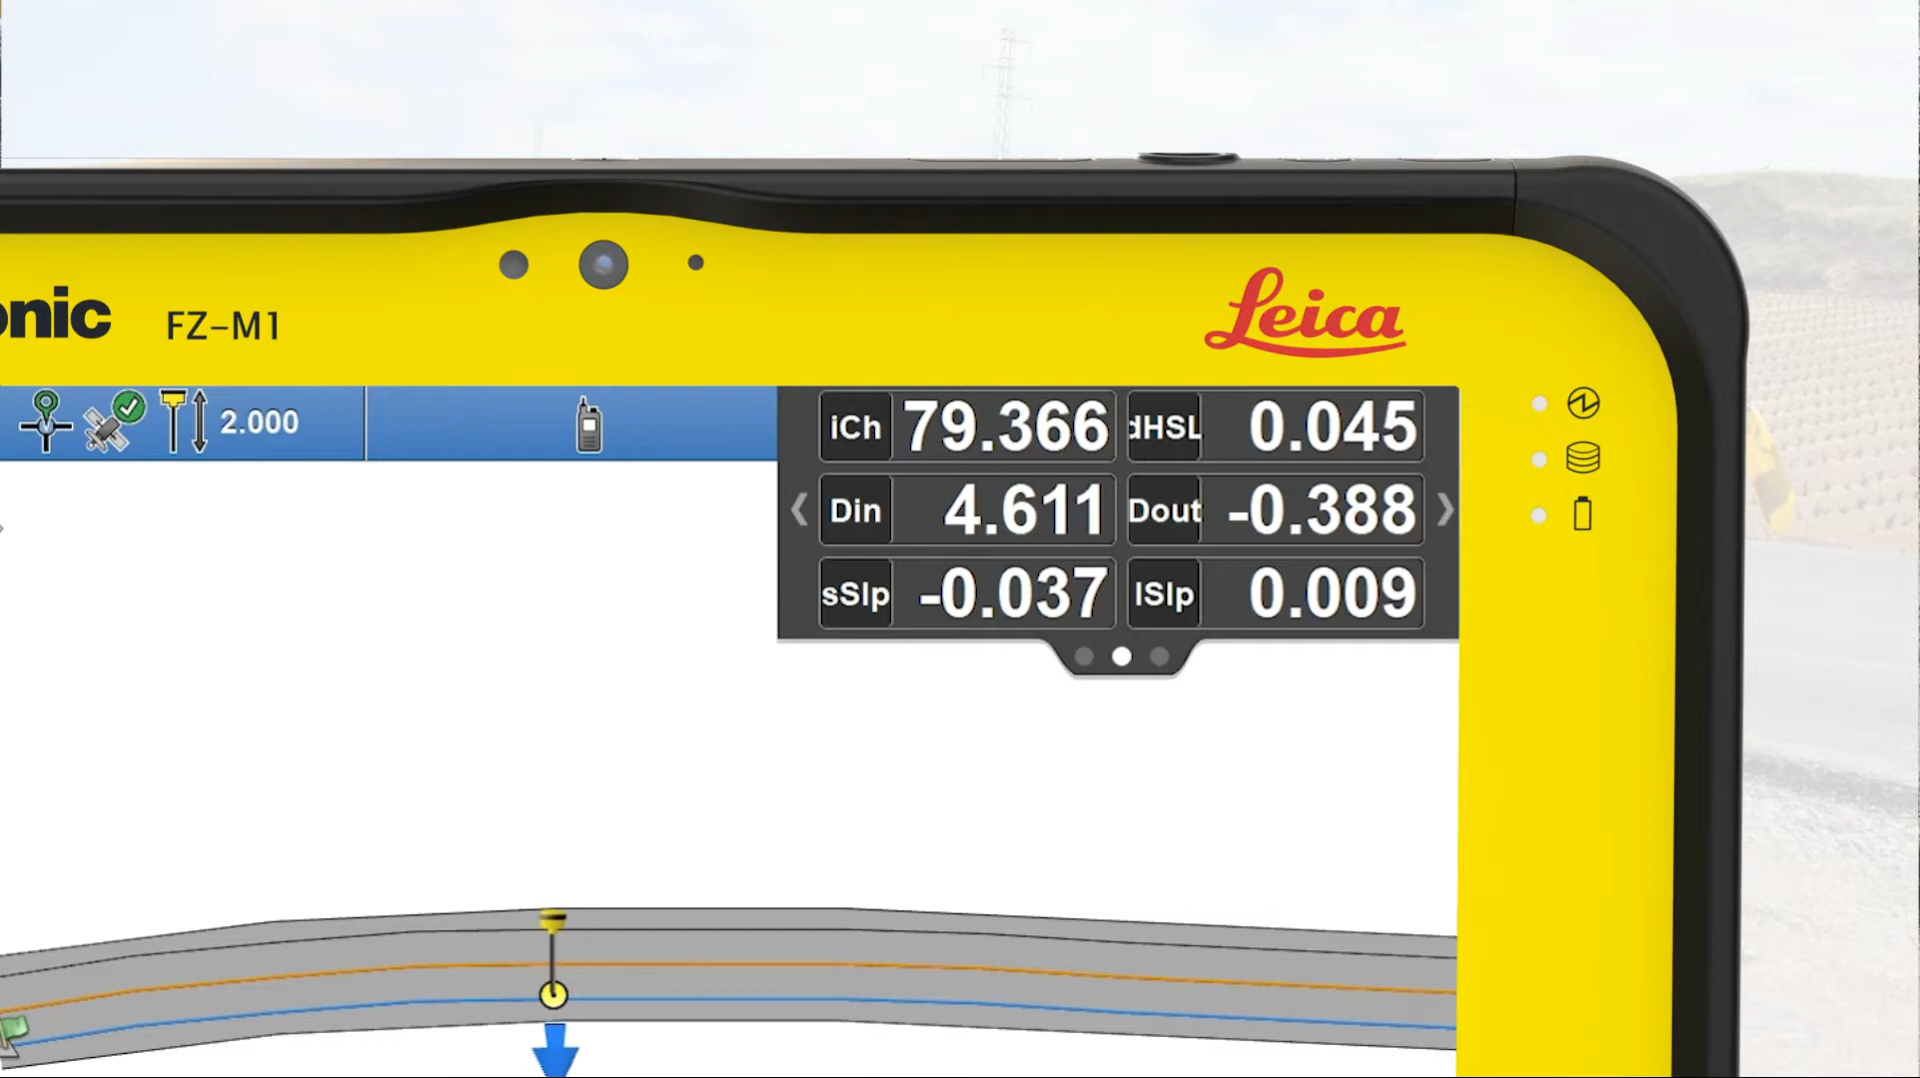 onic FZ-M1
Leica
2.000
iCh 79.366 dHSL 0.045
Din 4.611 Dout -0.388
sSlp -0.037 lSlp 0.009